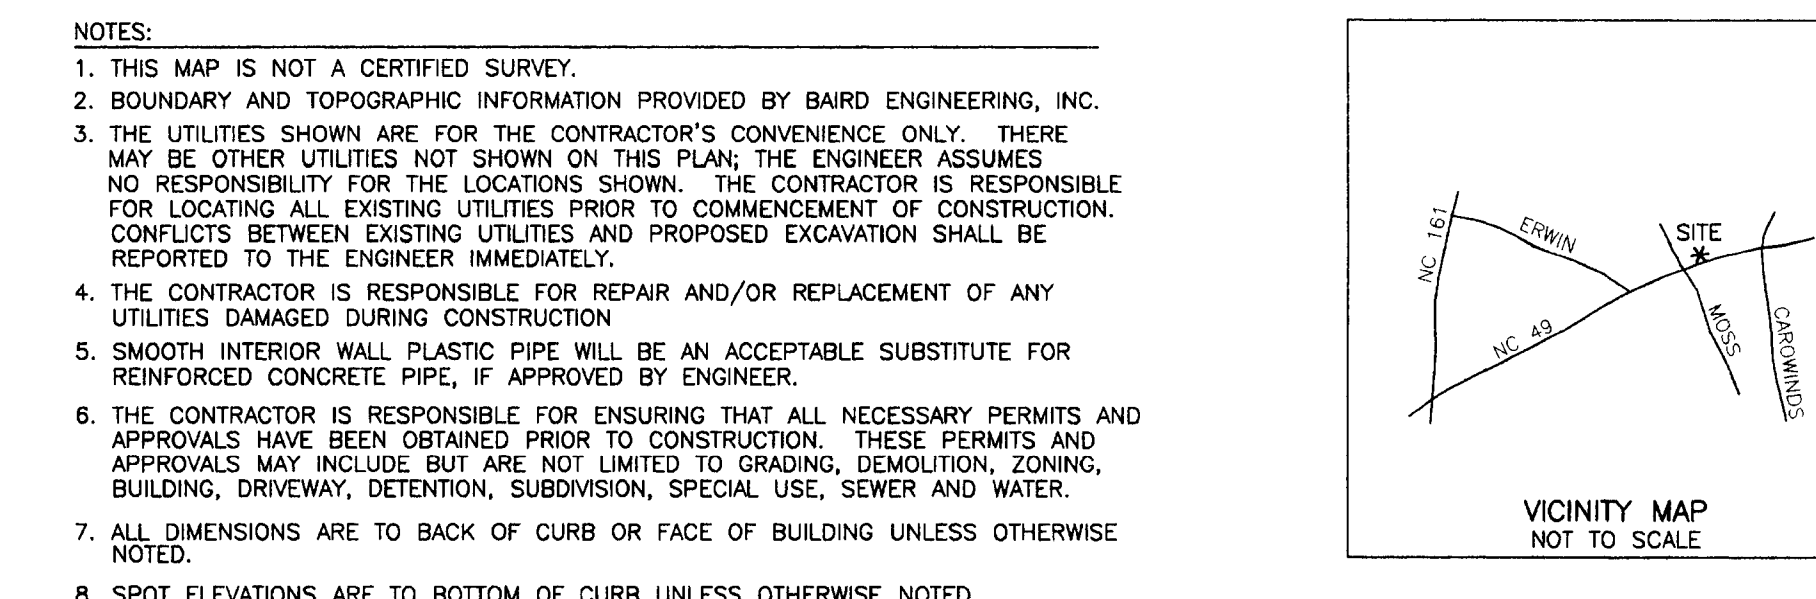 NOTES:
1. THIS MAP IS NOT A CERTIFIED SURVEY.
2. BOUNDARY AND TOPOGRAPHIC INFORMATION PROVIDED BY BAIRD ENGINEERING, INC.
3. THE UTILITIES SHOWN ARE FOR THE CONTRACTOR'S CONVENIENCE ONLY. THERE
MAY BE OTHER UTILITIES NOT SHOWN ON THIS PLAN; THE ENGINEER ASSUMES
NO RESPONSIBILITY FOR THE LOCATIONS SHOWN. THE CONTRACTOR IS RESPONSIBLE
FOR LOCATING ALL EXISTING UTILITIES PRIOR TO COMMENCEMENT OF CONSTRUCTION.
CONFLICTS BETWEEN EXISTING UTILITIES AND PROPOSED EXCAVATION SHALL BE
REPORTED TO THE ENGINEER IMMEDIATELY.
4. THE CONTRACTOR IS RESPONSIBLE FOR REPAIR AND/OR REPLACEMENT OF ANY
UTILITIES DAMAGED DURING CONSTRUCTION
5. SMOOTH INTERIOR WALL PLASTIC PIPE WILL BE AN ACCEPTABLE SUBSTITUTE FOR
REINFORCED CONCRETE PIPE, IF APPROVED BY ENGINEER.
6. THE CONTRACTOR IS RESPONSIBLE FOR ENSURING THAT ALL NECESSARY PERMITS AND
APPROVALS HAVE BEEN OBTAINED PRIOR TO CONSTRUCTION. THESE PERMITS AND
APPROVALS MAY INCLUDE BUT ARE NOT LIMITED TO GRADING, DEMOLITION, ZONING,
BUILDING, DRIVEWAY, DETENTION, SUBDIVISION, SPECIAL USE, SEWER AND WATER.
7. ALL DIMENSIONS ARE TO BACK OF CURB OR FACE OF BUILDING UNLESS OTHERWISE
NOTED.
8. SPOT ELEVATIONS ARE TO BOTTOM OF CURB UNLESS OTHERWISE NOTED
NC 161
ERWIN
SITE
NC 49
MOSS
CAROWINDS
VICINITY MAP
NOT TO SCALE